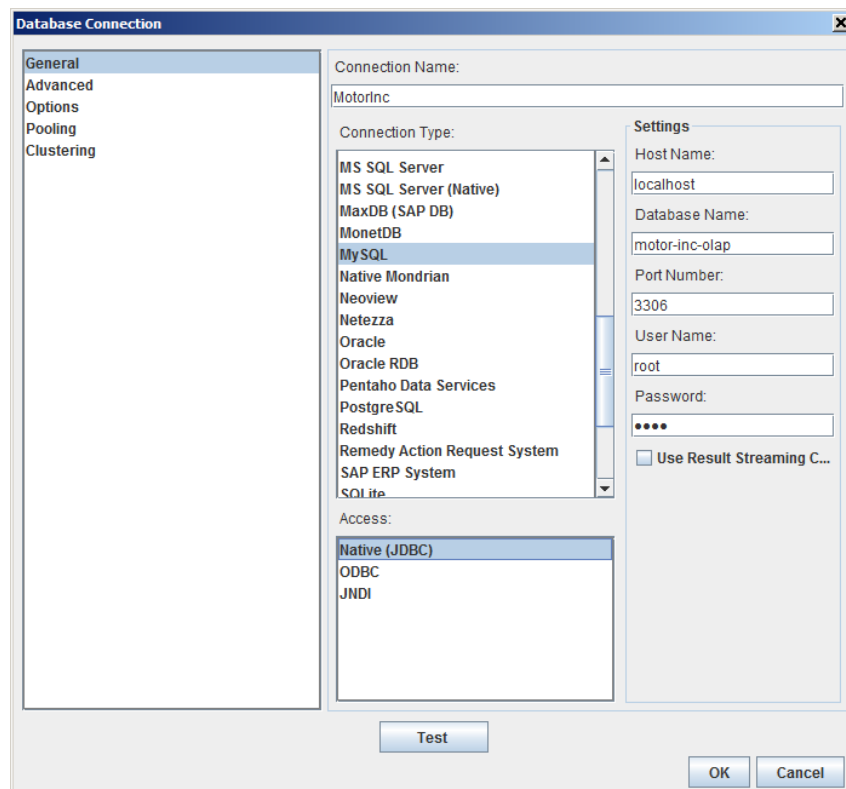 Database Connection
General
Advanced
Options
Pooling
Clustering
Connection Name:
MotorInc
Connection Type:
MS SQL Server
MS SQL Server (Native)
MaxDB (SAP DB)
MonetDB
MySQL
Native Mondrian
Neoview
Netezza
Oracle
Oracle RDB
Pentaho Data Services
PostgreSQL
Redshift
Remedy Action Request System
SAP ERP System
SQLite
Access:
Native (JDBC)
ODBC
JNDI
Settings
Host Name:
localhost
Database Name:
motor-inc-olap
Port Number:
3306
User Name:
root
Password:
••••
Use Result Streaming C...
Test
OK
Cancel